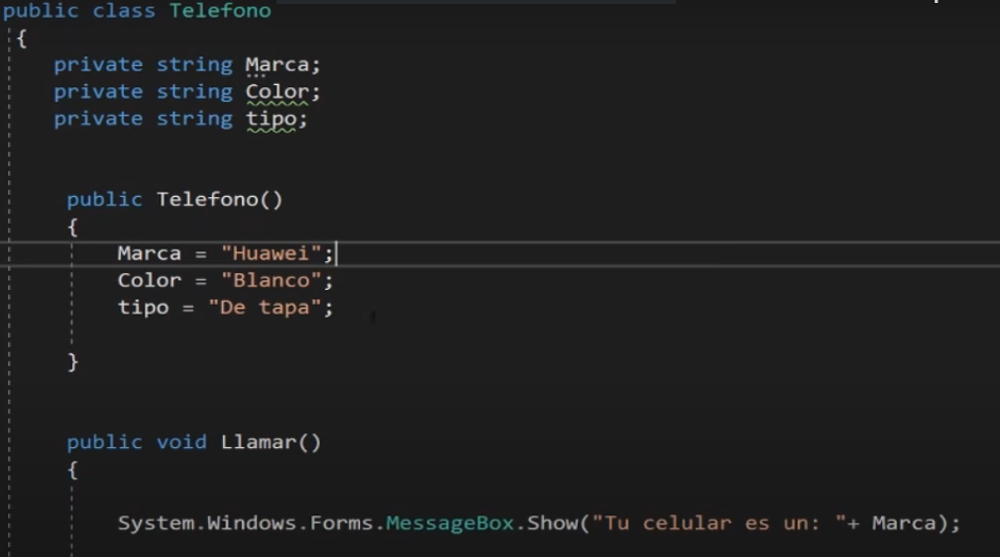 public class Telefono
{
private string Marca;
private string Color;
private string tipo;
public Telefono()
{
Marca = "Huawei";
Color = "Blanco";
tipo = "De tapa";
}
public void Llamar()
{
System.Windows.Forms.MessageBox.Show("Tu celular es un: "+ Marca);